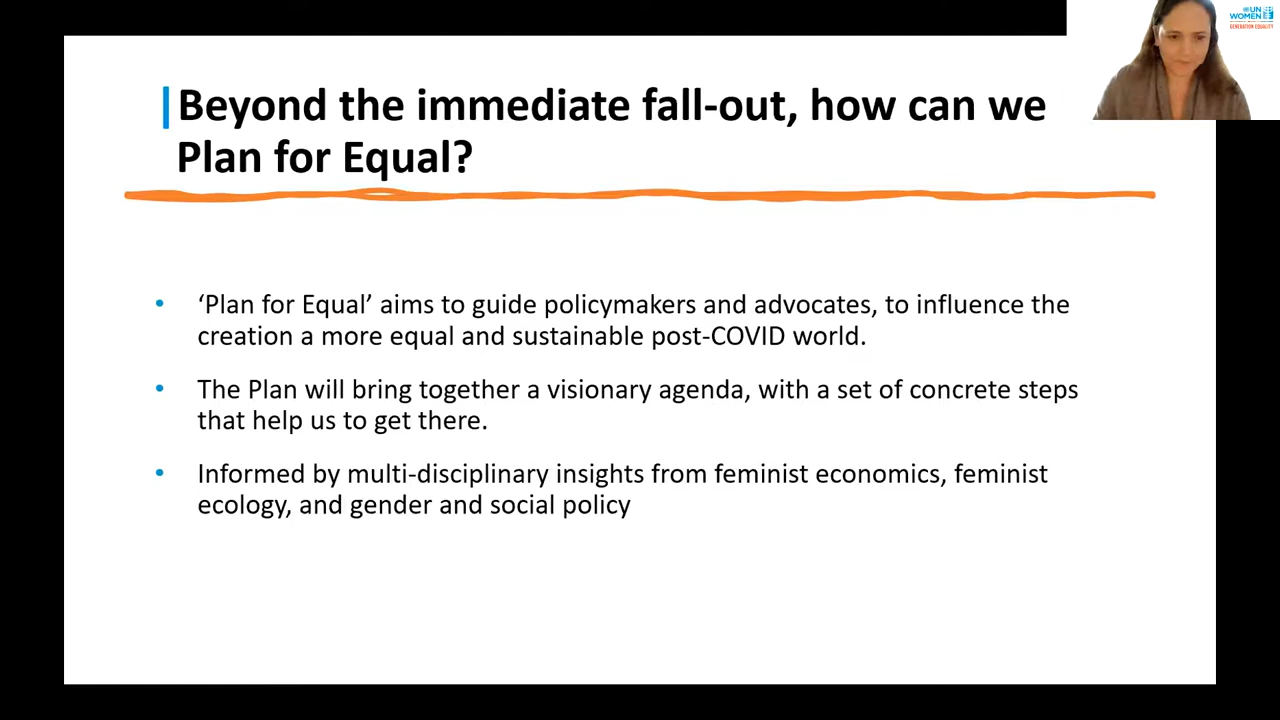 UN
WOMEN
GENERATION EQUALITY
Beyond the immediate fall-out, how can we
Plan for Equal?
• ‘Plan for Equal’ aims to guide policymakers and advocates, to influence the
creation a more equal and sustainable post-COVID world.
• The Plan will bring together a visionary agenda, with a set of concrete steps
that help us to get there.
• Informed by multi-disciplinary insights from feminist economics, feminist
ecology, and gender and social policy